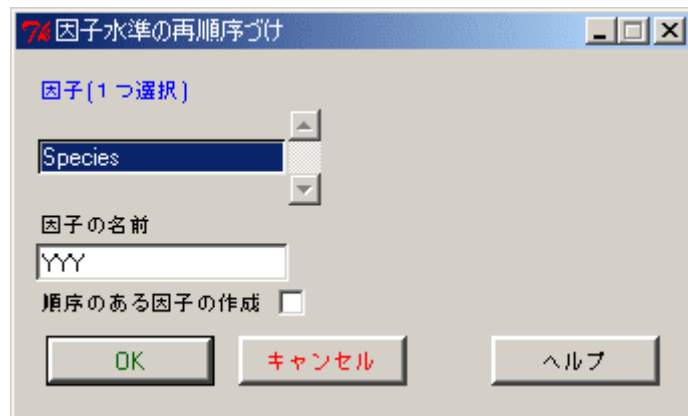 因子水準の再順序づけ
因子(1つ選択)
Species
因子の名前
YYY
順序のある因子の作成
OK キャンセル ヘルプ